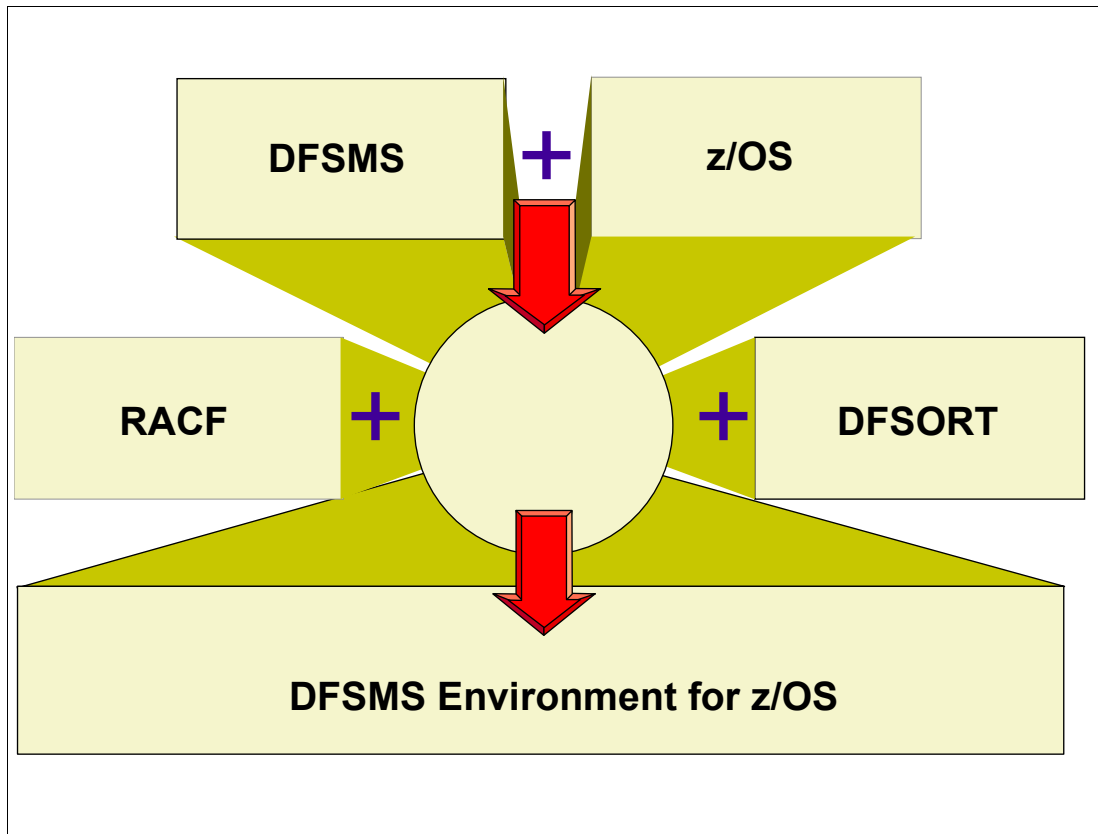 DFSMS
+
z/OS
RACF
+
+
DFSORT
DFSMS Environment for z/OS